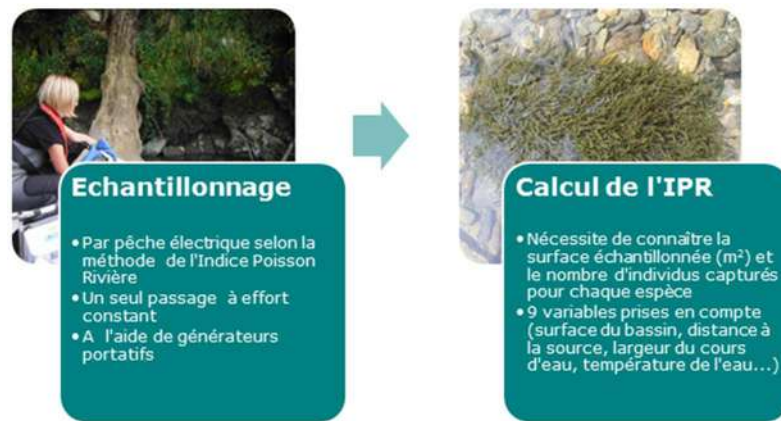 Echantillonnage
•Par pêche électrique selon la
méthode de l'Indice Poisson
Rivière
•Un seul passage à effort
constant
•A l'aide de générateurs
portatifs
Calcul de l'IPR
•Nécessite de connaître la
surface échantillonnée (m²) et
le nombre d'individus capturés
pour chaque espèce
•9 variables prises en compte
(surface du bassin, distance à
la source, largeur du cours
d'eau, température de l'eau...)